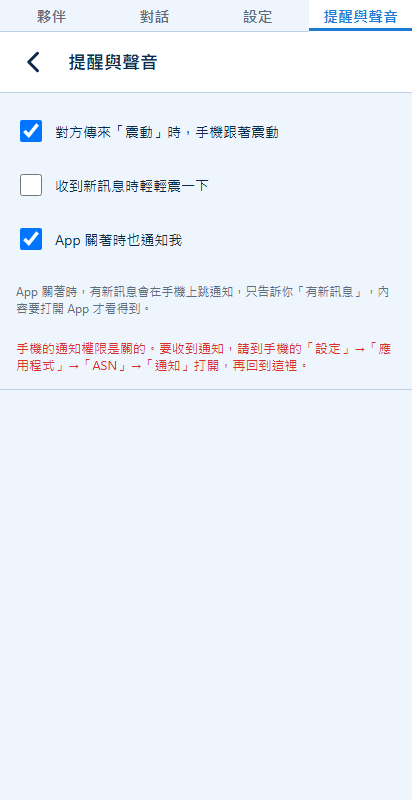 夥伴 對話 設定 提醒與聲音
提醒與聲音
對方傳來「震動」時，手機跟著震動
收到新訊息時輕輕震一下
App 關著時也通知我
App 關著時，有新訊息會在手機上跳通知，只告訴你「有新訊息」，內
容要打開 App 才看得到。
手機的通知權限是關的。要收到通知，請到手機的「設定」→「應
用程式」→「ASN」→「通知」打開，再回到這裡。